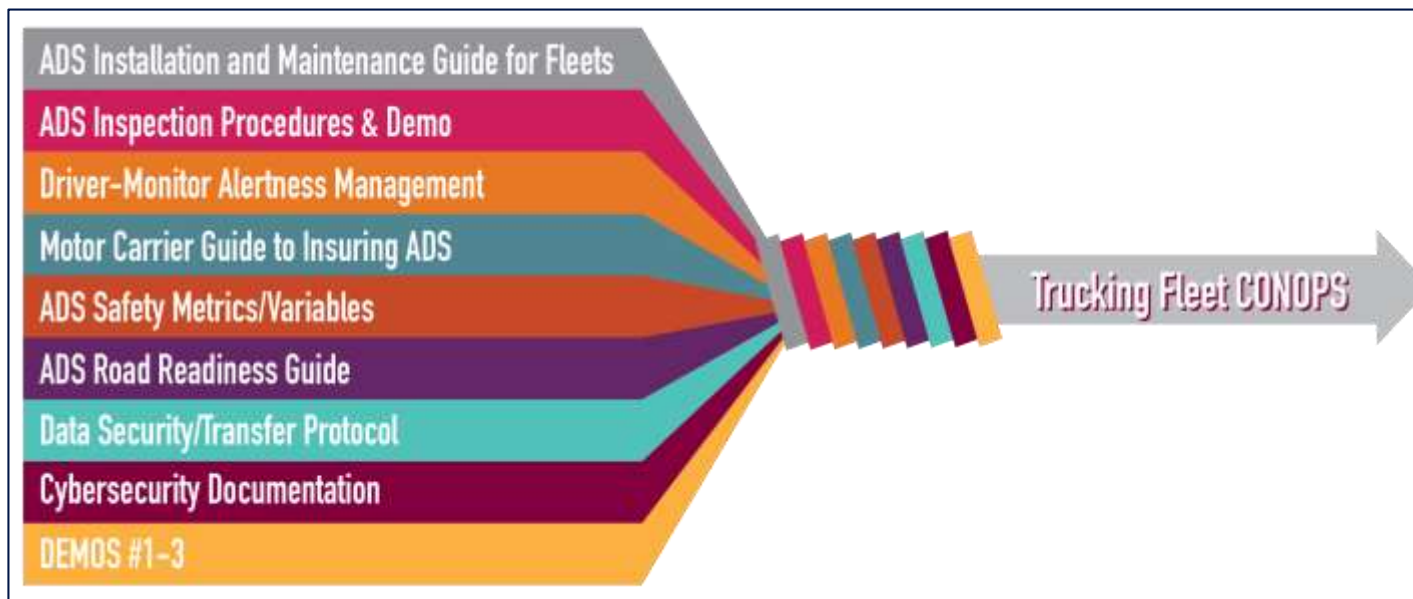 ADS Installation and Maintenance Guide for Fleets
ADS Inspection Procedures & Demo
Driver-Monitor Alertness Management
Motor Carrier Guide to Insuring ADS
ADS Safety Metrics/Variables
ADS Road Readiness Guide
Data Security/Transfer Protocol
Cybersecurity Documentation
DEMOS #1-3
Trucking Fleet CONOPS